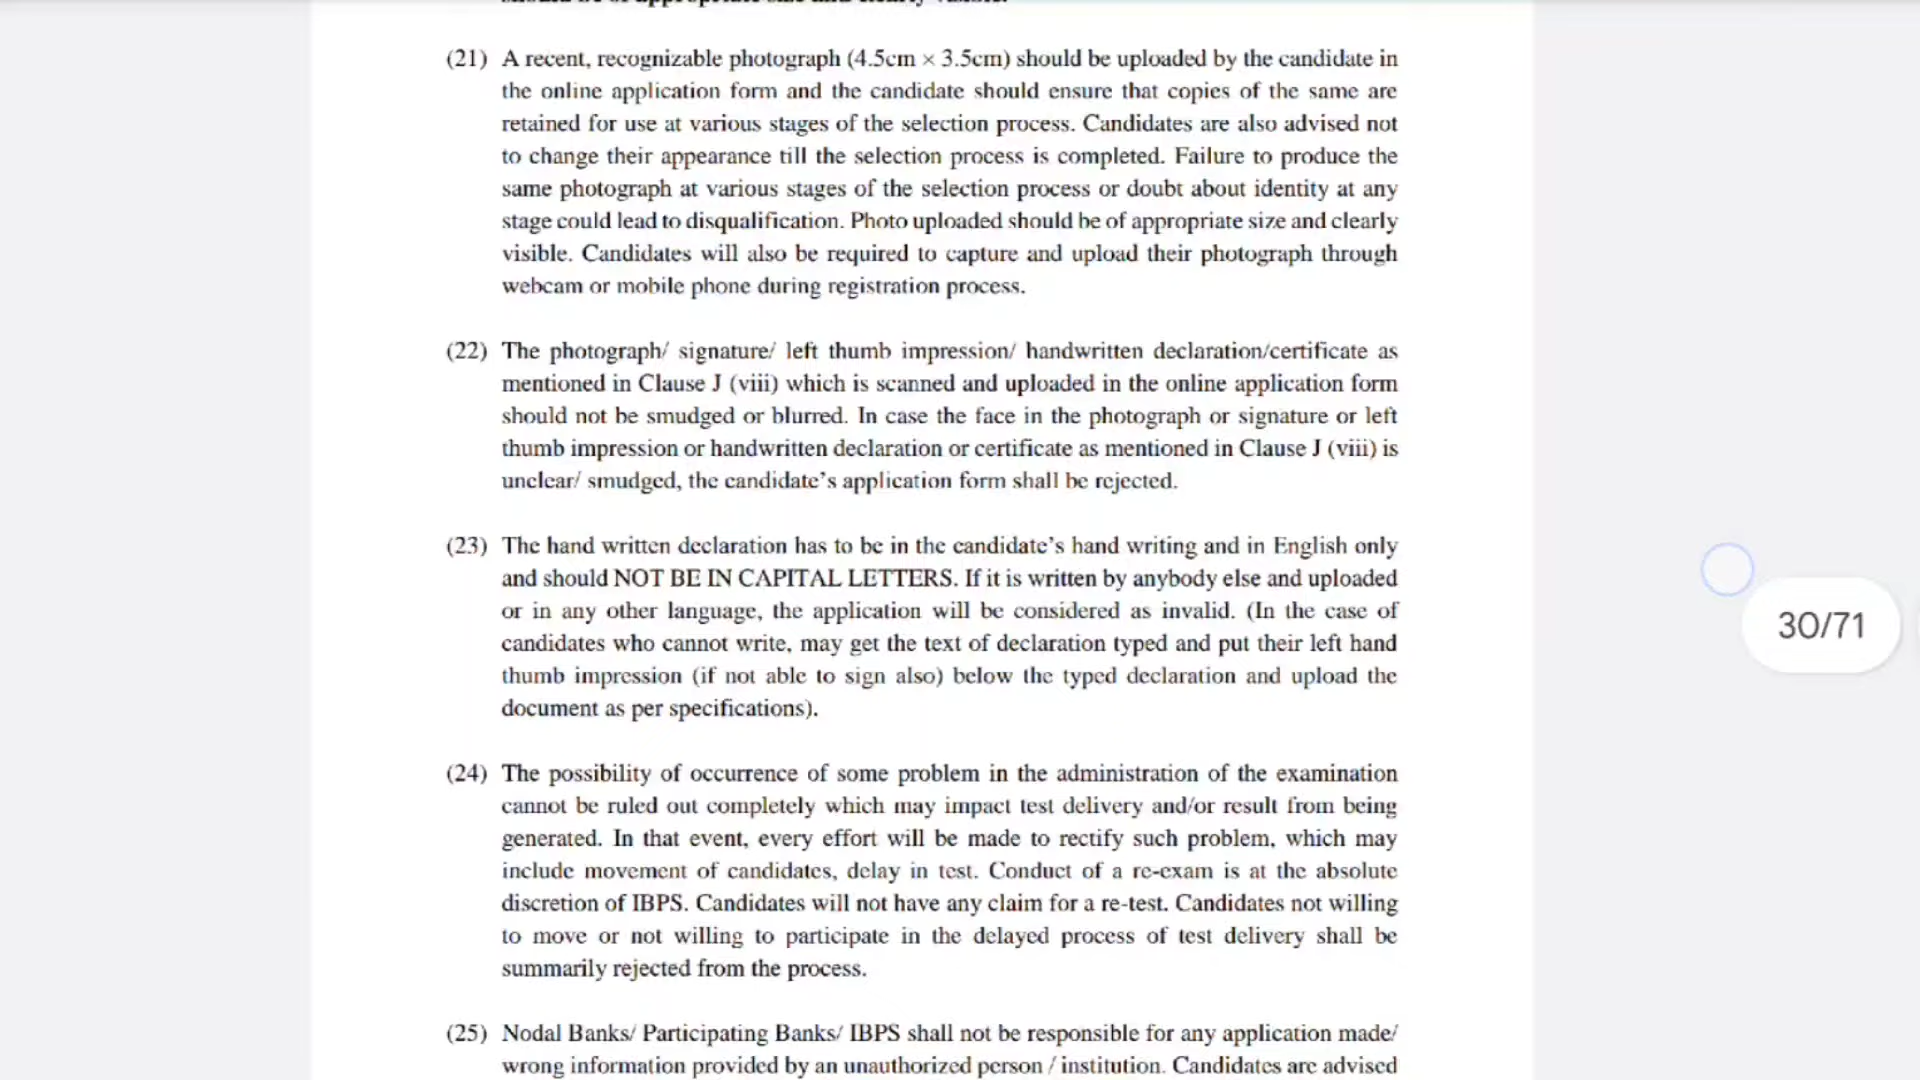 (21) A recent, recognizable photograph (4.5cm × 3.5cm) should be uploaded by the candidate in
the online application form and the candidate should ensure that copies of the same are
retained for use at various stages of the selection process. Candidates are also advised not
to change their appearance till the selection process is completed. Failure to produce the
same photograph at various stages of the selection process or doubt about identity at any
stage could lead to disqualification. Photo uploaded should be of appropriate size and clearly
visible. Candidates will also be required to capture and upload their photograph through
webcam or mobile phone during registration process.
(22) The photograph/ signature/ left thumb impression/ handwritten declaration/certificate as
mentioned in Clause J (viii) which is scanned and uploaded in the online application form
should not be smudged or blurred. In case the face in the photograph or signature or left
thumb impression or handwritten declaration or certificate as mentioned in Clause J (viii) is
unclear/ smudged, the candidate’s application form shall be rejected.
(23) The hand written declaration has to be in the candidate’s hand writing and in English only
and should NOT BE IN CAPITAL LETTERS. If it is written by anybody else and uploaded
or in any other language, the application will be considered as invalid. (In the case of
candidates who cannot write, may get the text of declaration typed and put their left hand
thumb impression (if not able to sign also) below the typed declaration and upload the
document as per specifications).
30/71
(24) The possibility of occurrence of some problem in the administration of the examination
cannot be ruled out completely which may impact test delivery and/or result from being
generated. In that event, every effort will be made to rectify such problem, which may
include movement of candidates, delay in test. Conduct of a re-exam is at the absolute
discretion of IBPS. Candidates will not have any claim for a re-test. Candidates not willing
to move or not willing to participate in the delayed process of test delivery shall be
summarily rejected from the process.
(25) Nodal Banks/ Participating Banks/ IBPS shall not be responsible for any application made/
wrong information provided by an unauthorized person / institution. Candidates are advised